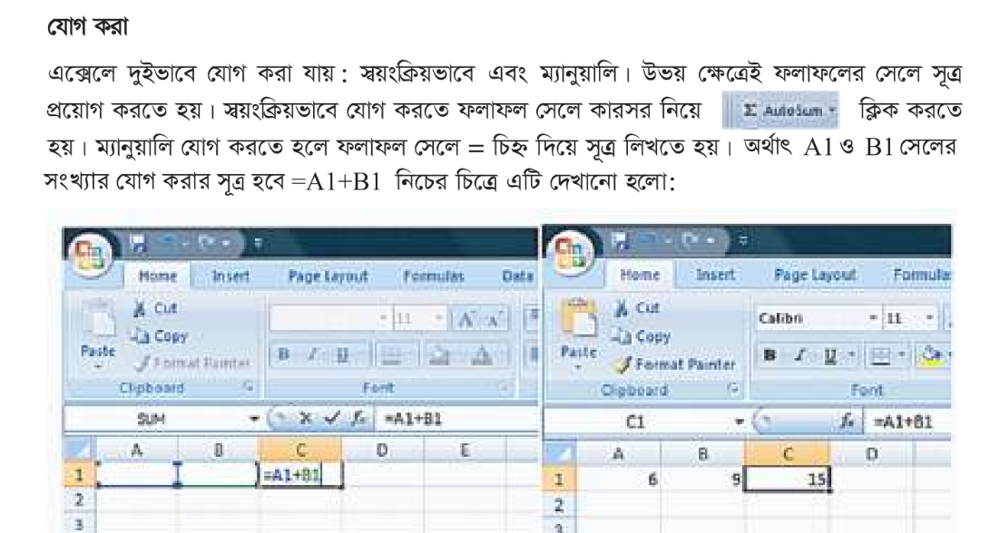 যোগ করা
এক্সেলে দুইভাবে যোগ করা যায় : স্বয়ংক্রিয়ভাবে এবং ম্যানুয়ালি। উভয় ক্ষেত্রেই ফলাফলের সেলে সূত্র
প্রয়োগ করতে হয়। স্বয়ংক্রিয়ভাবে যোগ করতে ফলাফল সেলে কারসর নিয়ে Σ AutoSum ক্লিক করতে
হয়। ম্যানুয়ালি যোগ করতে হলে ফলাফল সেলে = চিহ্ন দিয়ে সূত্র লিখতে হয়। অর্থাৎ A1 ও B1 সেলের
সংখ্যার যোগ করার সূত্র হবে =A1+B1 নিচের চিত্রে এটি দেখানো হলো:
Home Insert Page Layout Formulas Data
Cut
Copy
Format Painter
Paste
11
B I U
Clipboard Font
SUM fx =A1+B1
A B C D E
1 =A1+B1
2
3
Home Insert Page Layout Formulas
Cut
Copy
Format Painter
Paste
Calibri 11
B I U
Clipboard Font
C1 fx =A1+B1
A B C D
1 6 9 15
2
3